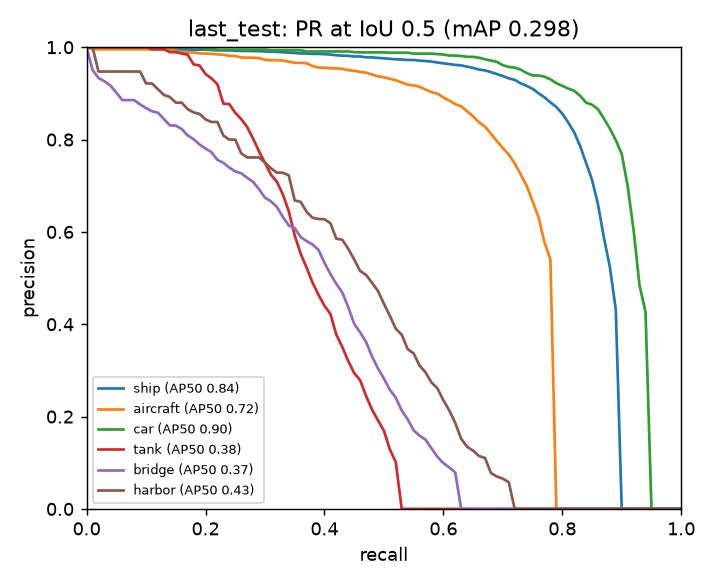 last_test: PR at IoU 0.5 (mAP 0.298)
1.0
0.8
0.6
0.4
0.2
0.0
precision
ship (AP50 0.84)
aircraft (AP50 0.72)
car (AP50 0.90)
tank (AP50 0.38)
bridge (AP50 0.37)
harbor (AP50 0.43)
0.0 0.2 0.4 0.6 0.8 1.0
recall